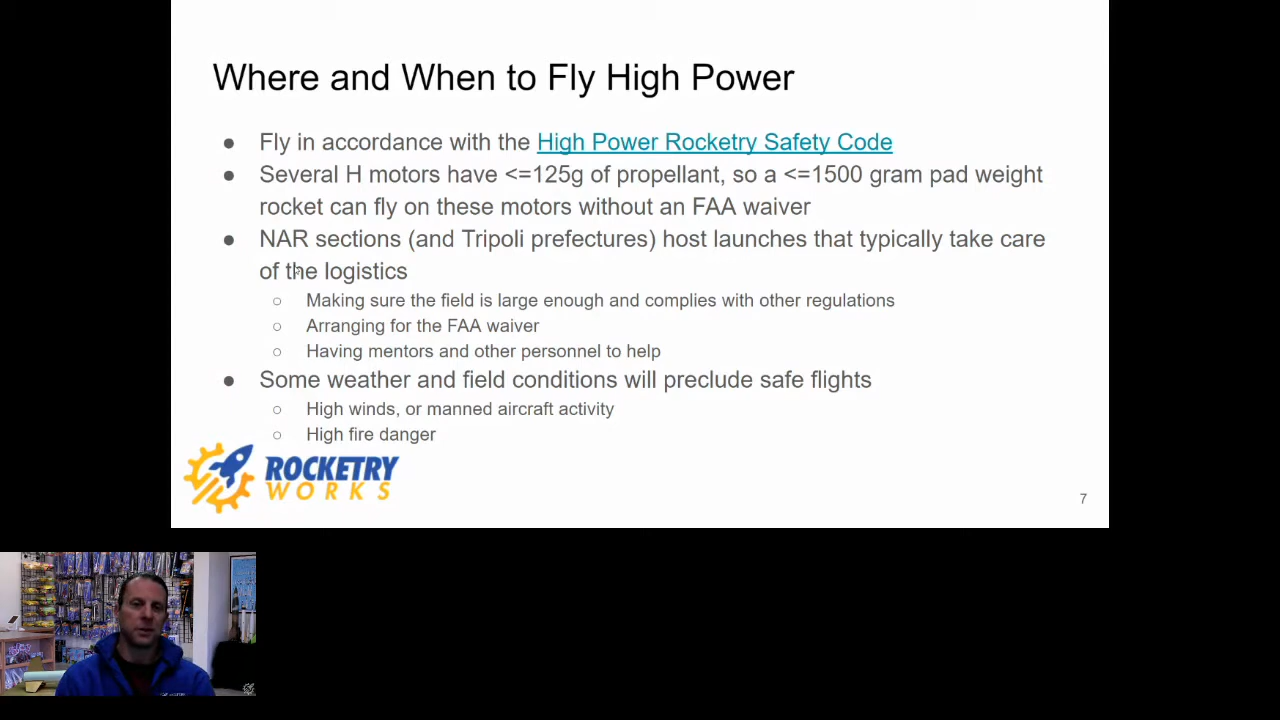 Where and When to Fly High Power
● Fly in accordance with the High Power Rocketry Safety Code
● Several H motors have <=125g of propellant, so a <=1500 gram pad weight
rocket can fly on these motors without an FAA waiver
● NAR sections (and Tripoli prefectures) host launches that typically take care
of the logistics
○ Making sure the field is large enough and complies with other regulations
○ Arranging for the FAA waiver
○ Having mentors and other personnel to help
● Some weather and field conditions will preclude safe flights
○ High winds, or manned aircraft activity
○ High fire danger
ROCKETRY
WORKS
7